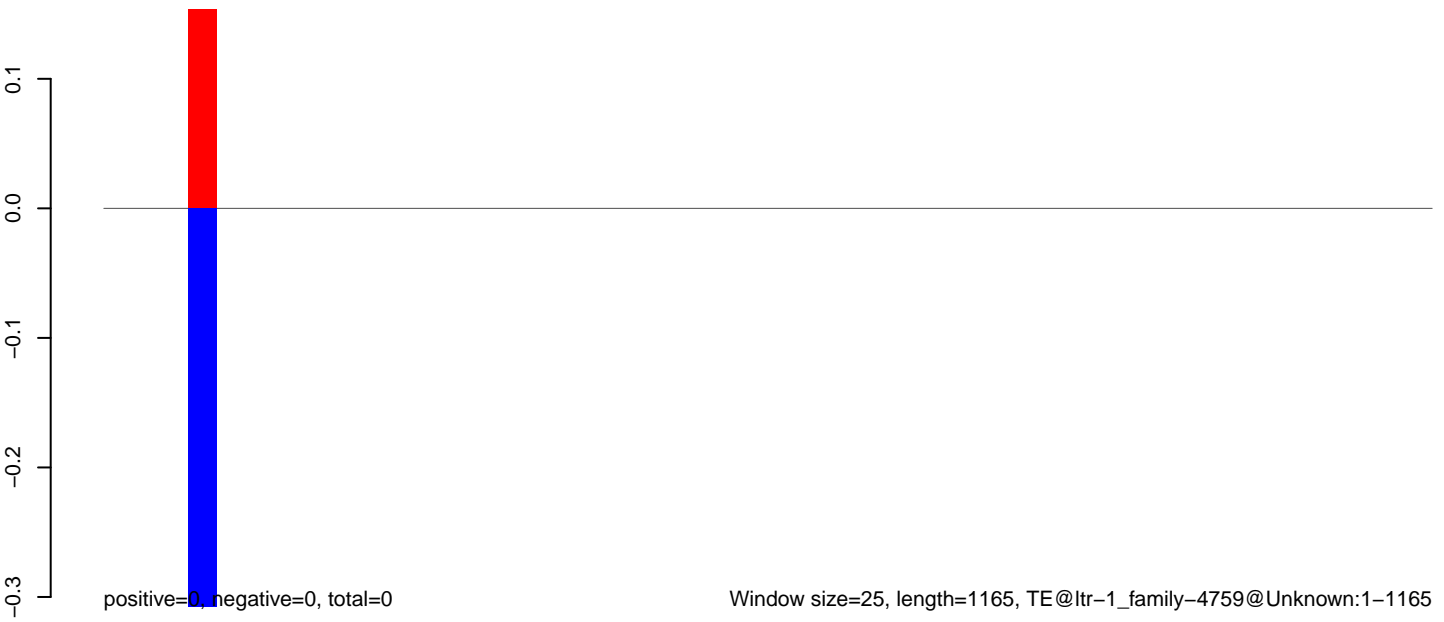 0.1
0.0
−0.1
−0.2
−0.3
positive=0, negative=0, total=0
Window size=25, length=1165, TE@ltr−1_family−4759@Unknown:1−1165